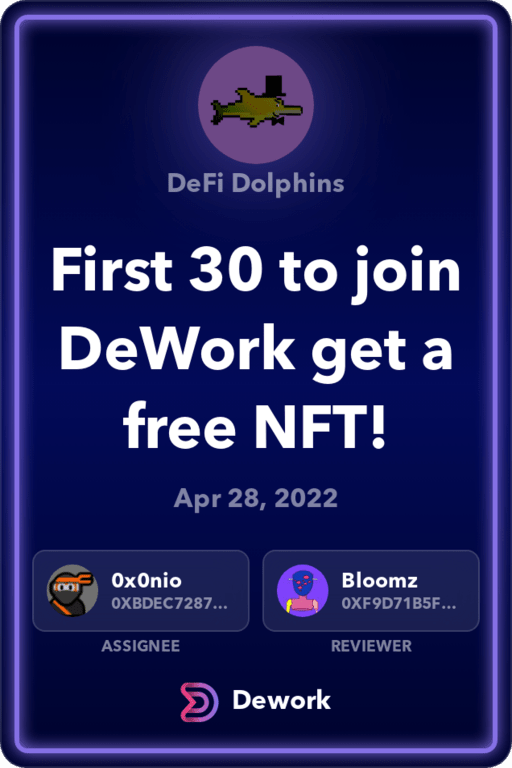 DeFi Dolphins
First 30 to join
DeWork get a
free NFT!
Apr 28, 2022
0x0nio
0XBDEC7287...
Bloomz
0XF9D71B5F...
ASSIGNEE
REVIEWER
Dework